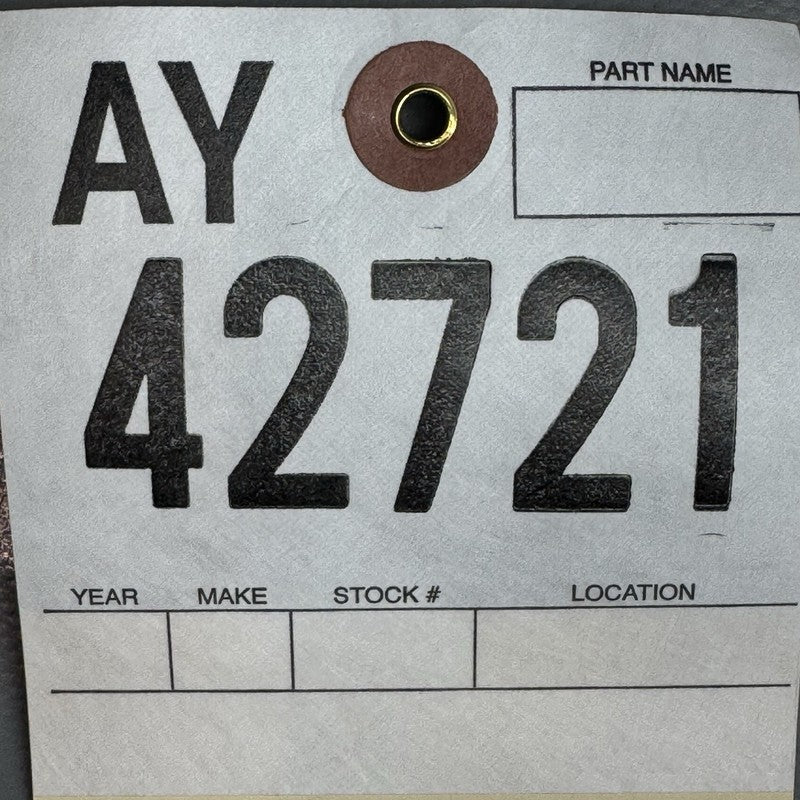 AY
PART NAME
42721
YEAR MAKE STOCK # LOCATION